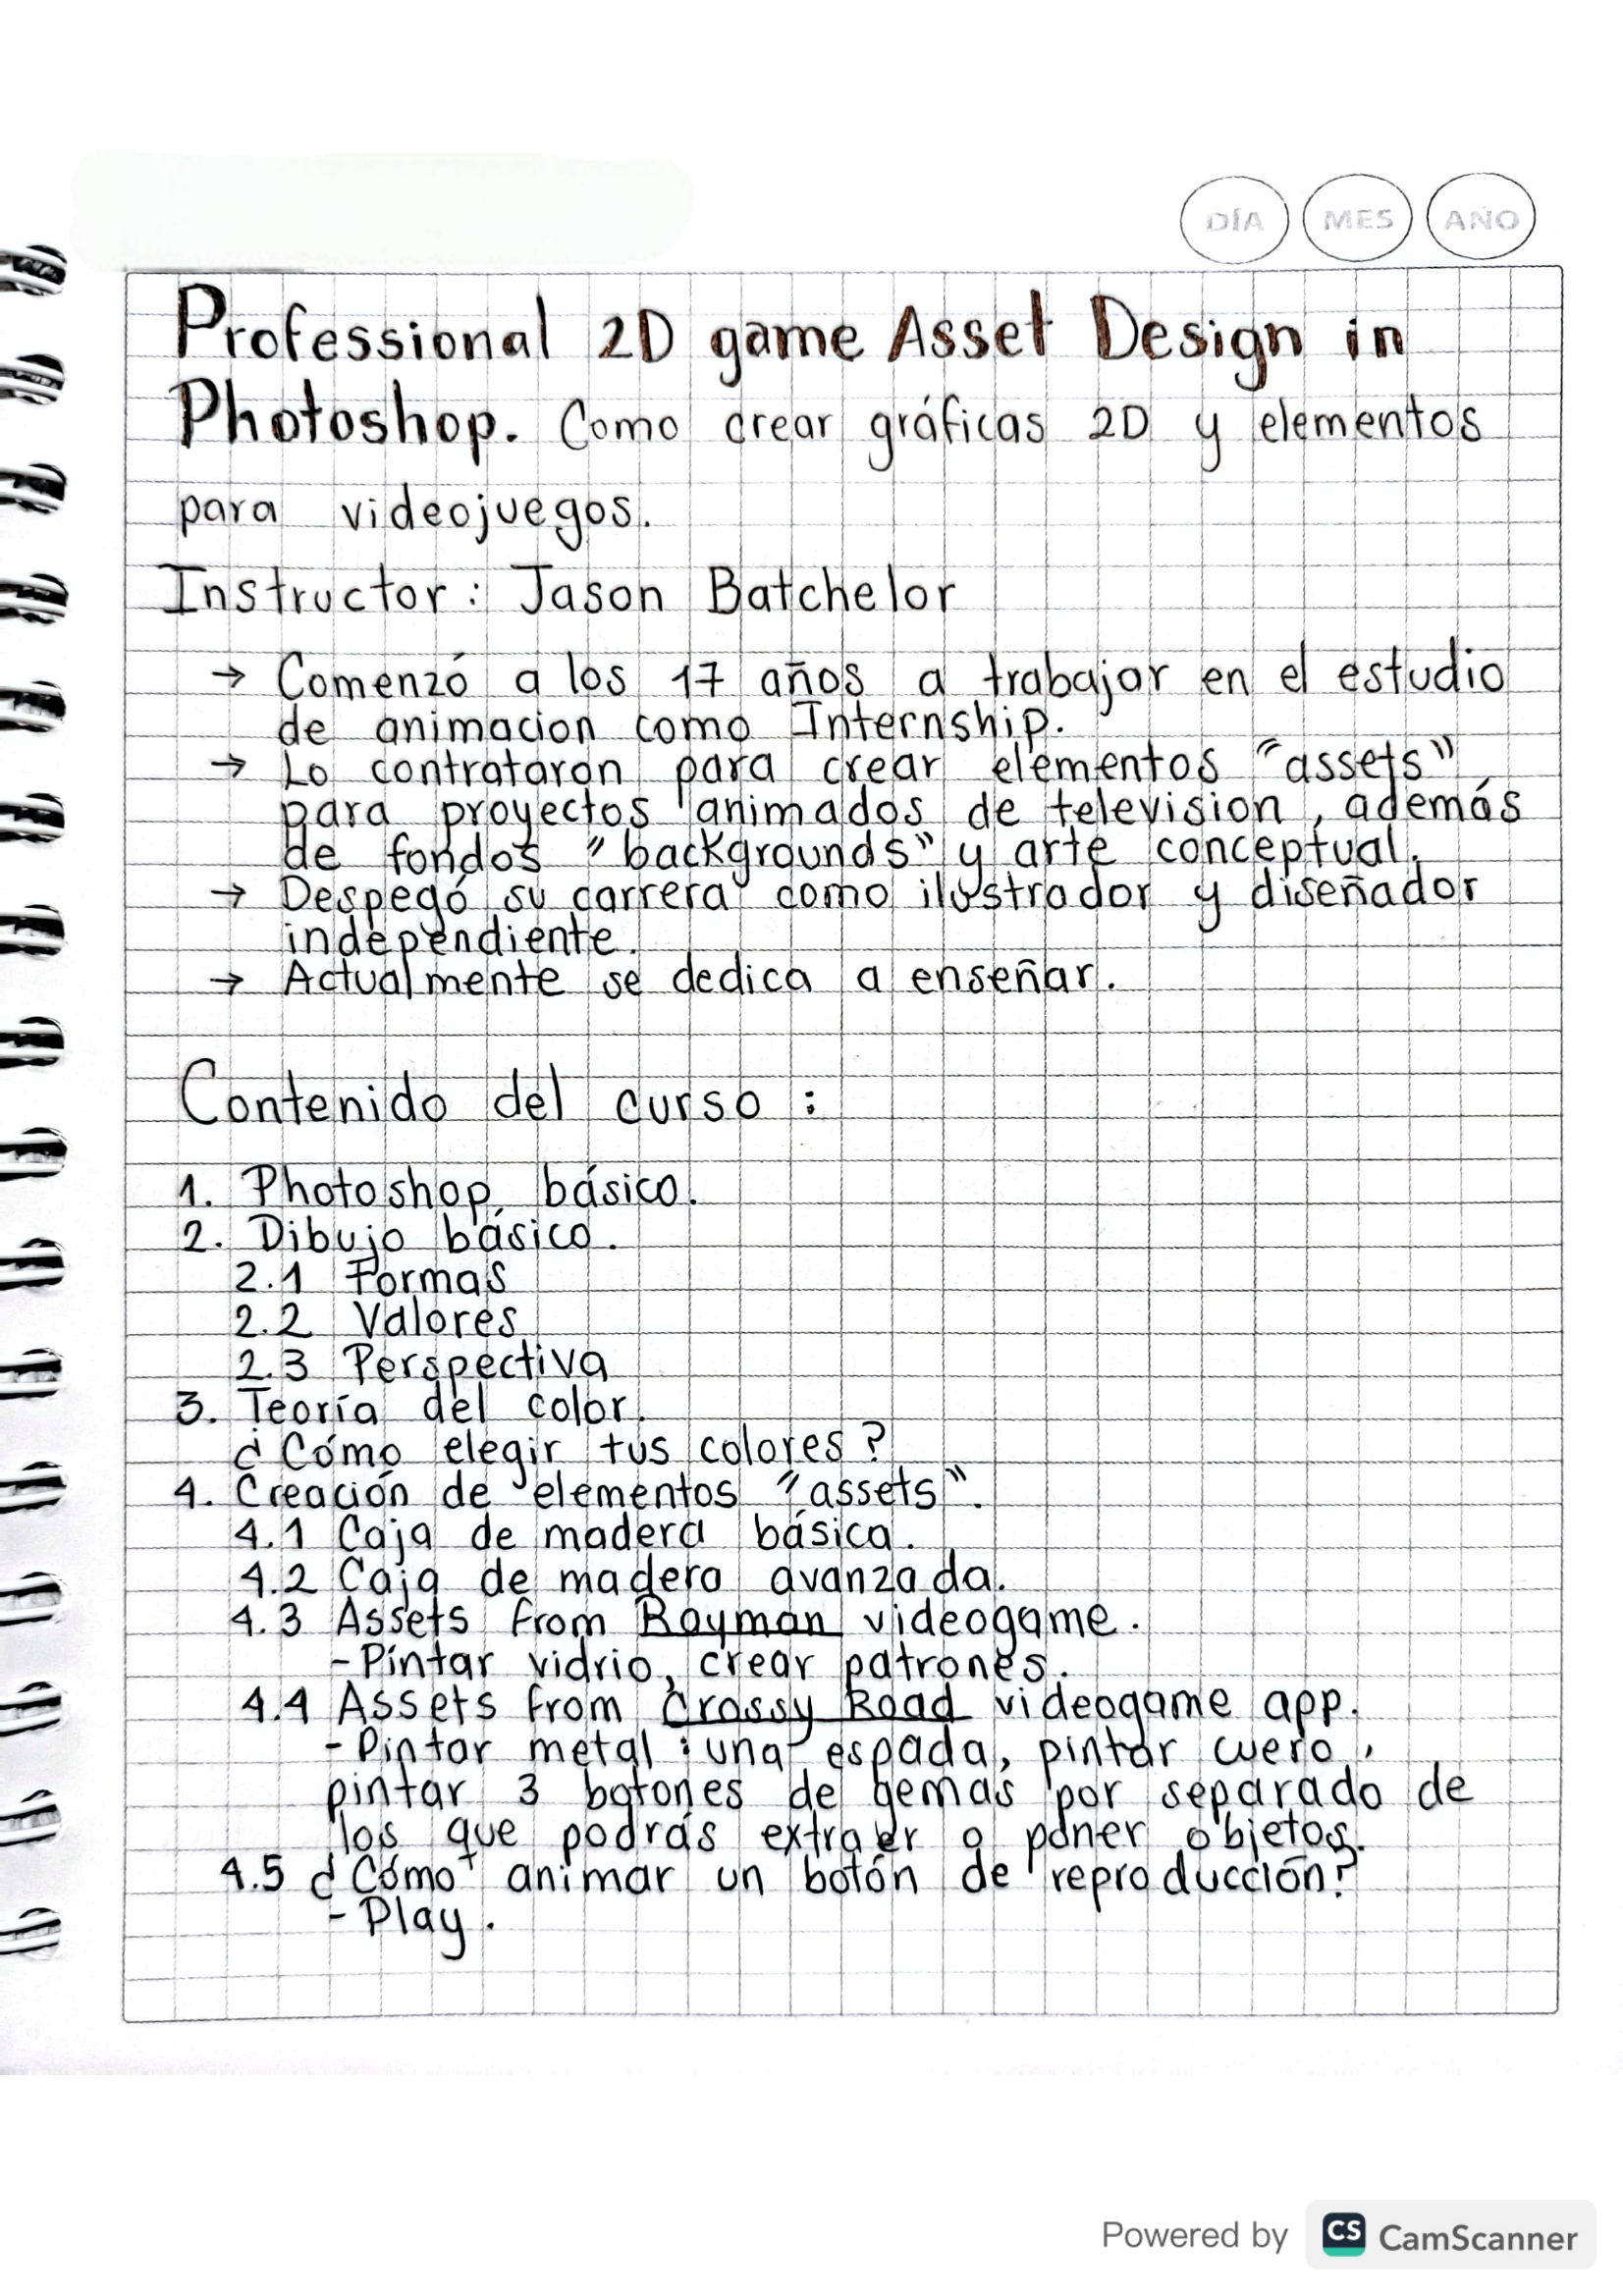 DÍA MES AÑO
Professional 2D game Asset Design in
Photoshop. Como crear gráficas 2D y elementos
para videojuegos.
Instructor: Jason Batchelor
→ Comenzó a los 17 años a trabajar en el estudio
de animacion como Internship.
→ Lo contrataron para crear elementos "assets"
para proyectos animados de television, además
de fondos "backgrounds" y arte conceptual.
→ Despegó su carrera como ilustrador y diseñador
independiente.
→ Actualmente se dedica a enseñar.
Contenido del curso:
1. Photoshop básico.
2. Dibujo básico.
2.1 Formas
2.2 Valores
2.3 Perspectiva
3. Teoría del color.
¿Cómo elegir tus colores?
4. Creación de elementos "assets".
4.1 Caja de madera básica.
4.2 Caja de madera avanzada.
4.3 Assets from Rayman videogame.
-Pintar vidrio, crear patrones.
4.4 Assets from Crossy Road videogame app.
-Pintar metal: una espada, pintar cuero,
pintar 3 botones de gemas por separado de
los que podrás extraer o poner objetos.
4.5 ¿Cómo animar un botón de reproducción?
-Play.
Powered by CS CamScanner